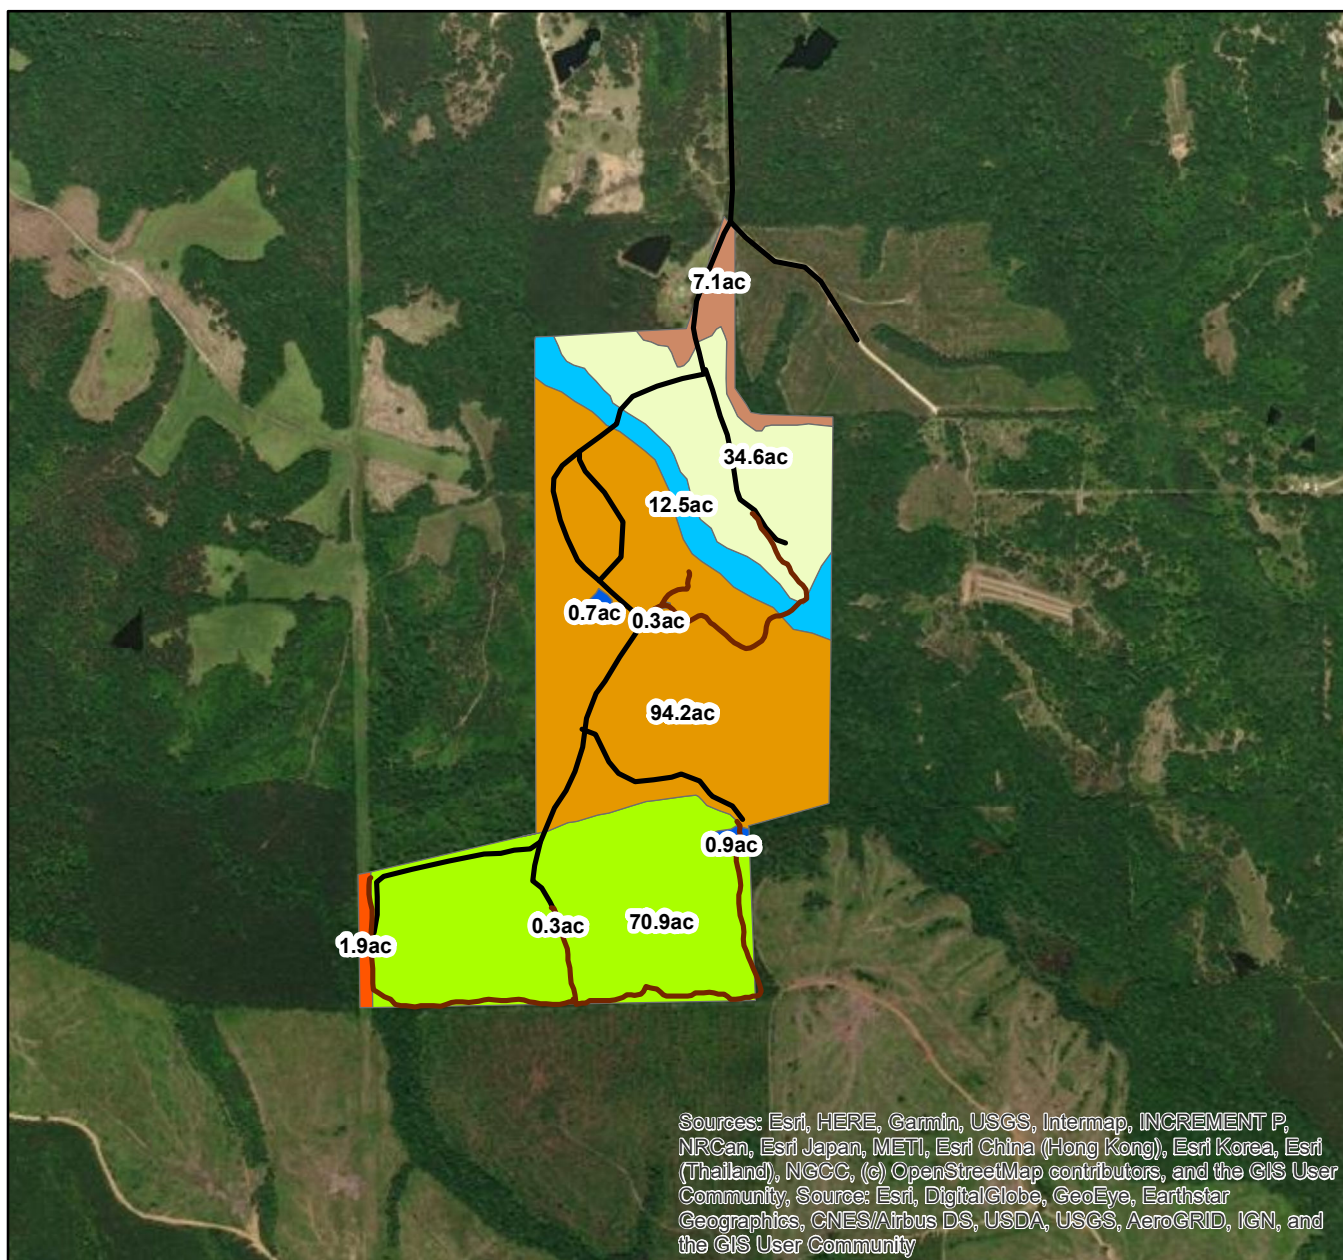 7.1ac
34.6ac
12.5ac
0.7ac
0.3ac
94.2ac
0.9ac
0.3ac
70.9ac
1.9ac
Sources: Esri, HERE, Garmin, USGS, Intermap, INCREMENT P,
NRCan, Esri Japan, METI, Esri China (Hong Kong), Esri Korea, Esri
(Thailand), NGCC, (c) OpenStreetMap contributors, and the GIS User
Community, Source: Esri, DigitalGlobe, GeoEye, Earthstar
Geographics, CNES/Airbus DS, USDA, USGS, AeroGRID, IGN, and
the GIS User Community